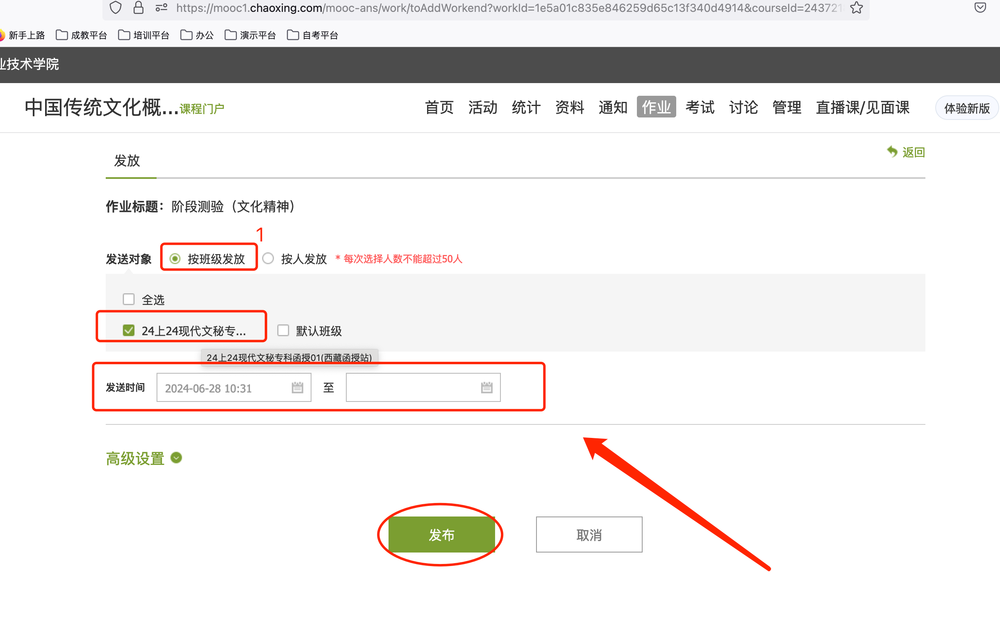 https://mooc1.chaoxing.com/mooc-ans/work/toAddWorkend?workId=1e5a01c835e846259d65c13f340d4914&courseId=243721
新手上路 成教平台 培训平台 办公 演示平台 自考平台
业技术学院
中国传统文化概...课程门户 首页 活动 统计 资料 通知 作业 考试 讨论 管理 直播课/见面课 体验新版
发放 返回
作业标题：阶段测验（文化精神）
1
发送对象 按班级发放 按人发放 * 每次选择人数不能超过50人
全选
24上24现代文秘专... 默认班级
24上24现代文秘专科函授01(西藏函授站)
发送时间 2024-06-28 10:31 至
高级设置
发布 取消